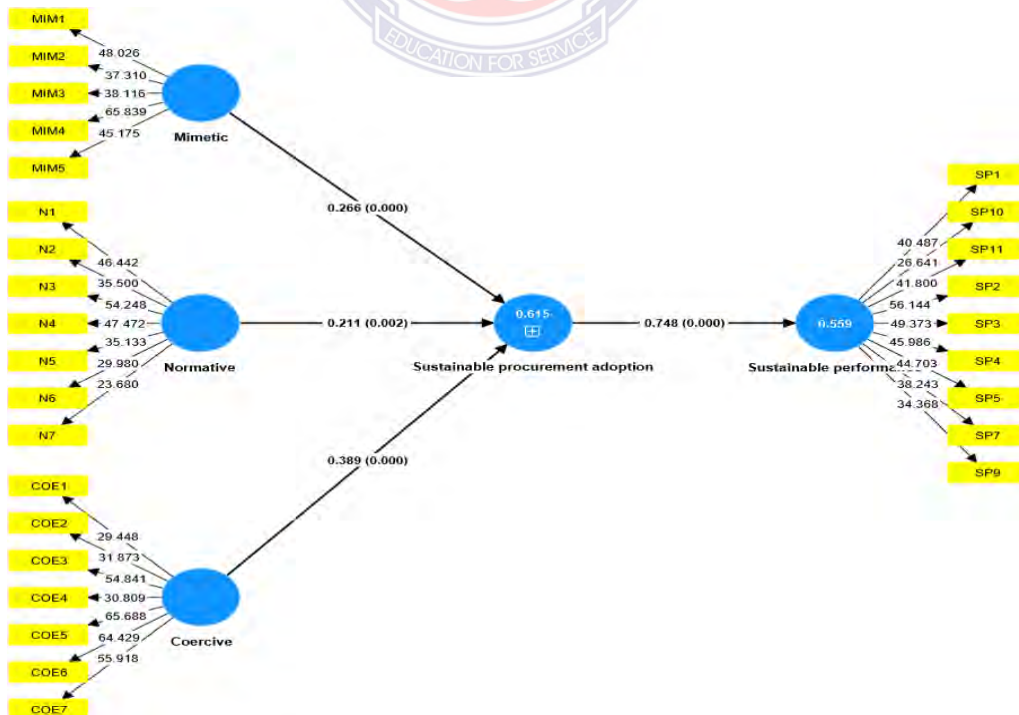 EDUCATION FOR SERVICE
MIM1
MIM2
MIM3
MIM4
MIM5
48.026
37.310
38.116
65.839
45.175
Mimetic
0.266 (0.000)
N1
N2
N3
N4
N5
N6
N7
46.442
35.500
54.248
47.472
35.133
29.980
23.680
Normative
0.211 (0.002)
COE1
COE2
COE3
COE4
COE5
COE6
COE7
29.448
31.873
54.841
30.809
65.688
64.429
55.918
Coercive
0.389 (0.000)
0.615
Sustainable procurement adoption
0.748 (0.000)
0.559
Sustainable performa
SP1
SP10
SP11
SP2
SP3
SP4
SP5
SP7
SP9
40.487
26.641
41.800
56.144
49.373
45.986
44.703
38.243
34.368